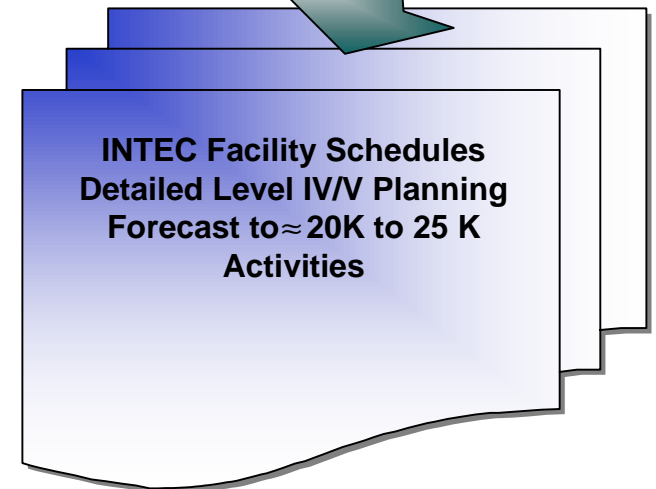 INTEC Facility Schedules
Detailed Level IV/V Planning
Forecast to≈ 20K to 25 K
Activities